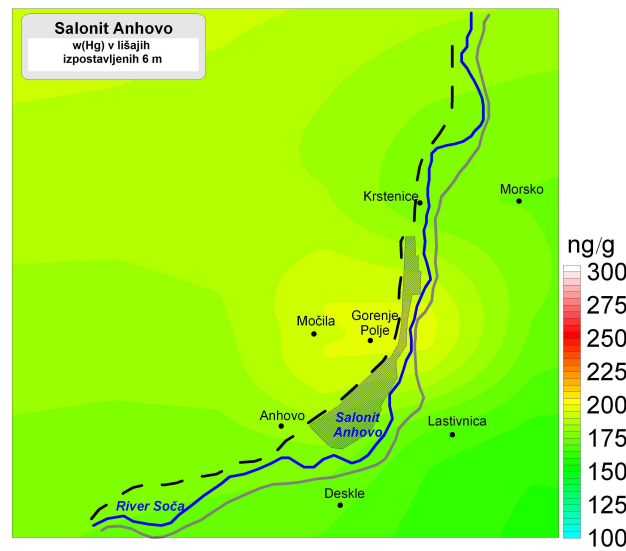 Salonit Anhovo
w(Hg) v lišajih
izpostavljenih 6 m
Krstenice
Morsko
ng/g
300
275
250
225
200
175
150
125
100
Močila
Gorenje
Polje
Anhovo
Salonit
Anhovo
Lastivnica
River Soča
Deskle